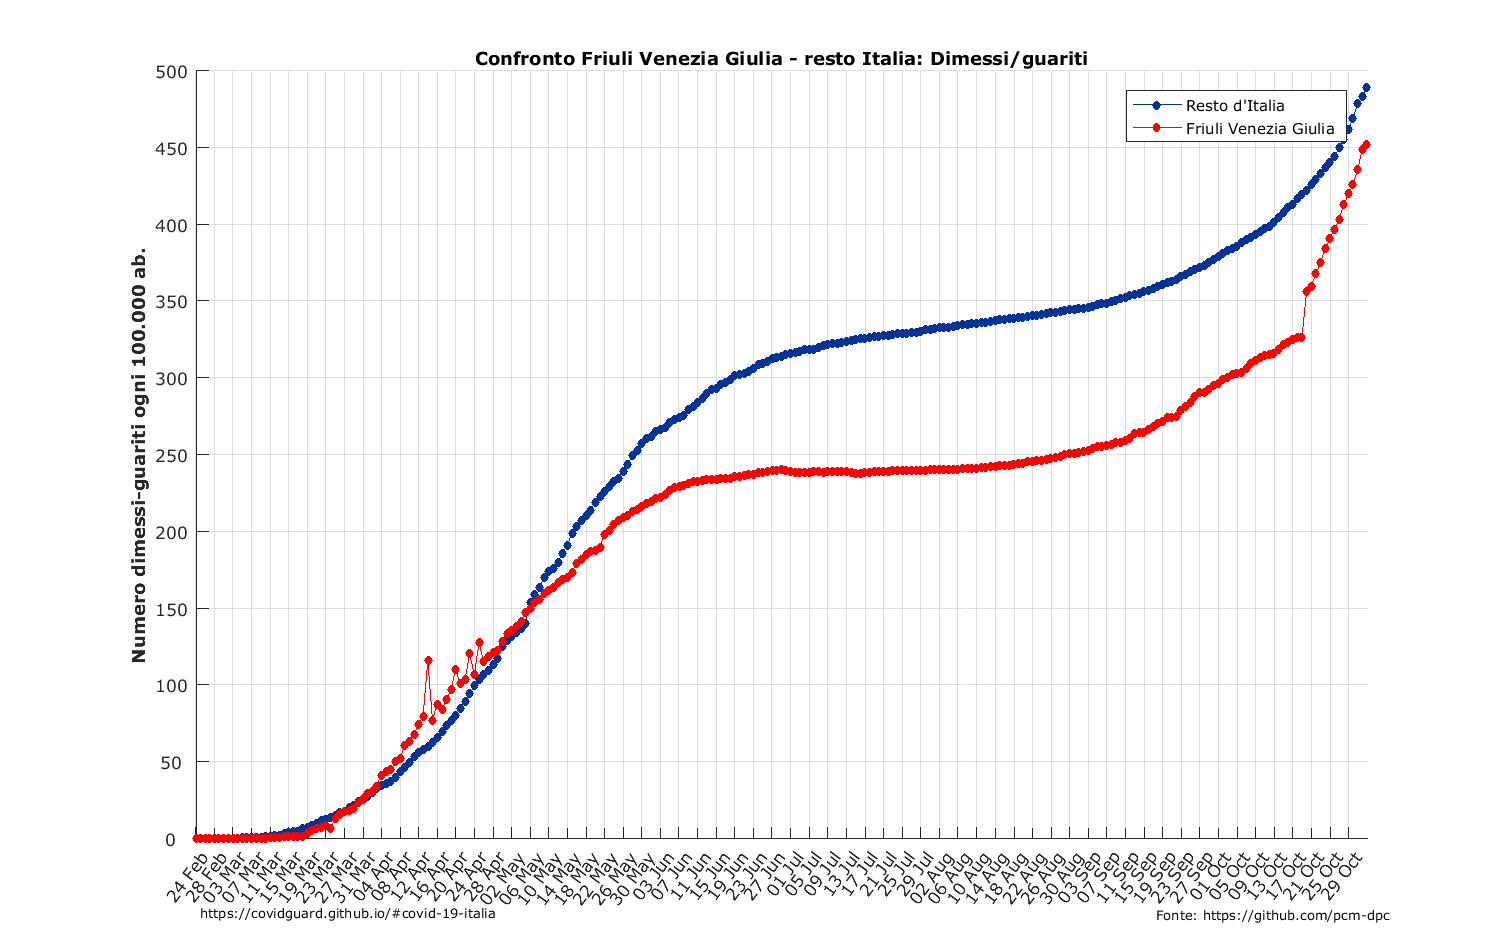 Confronto Friuli Venezia Giulia - resto Italia: Dimessi/guariti
Resto d'Italia
Friuli Venezia Giulia
Numero dimessi-guariti ogni 100.000 ab.
500
450
400
350
300
250
200
150
100
50
0
24 Feb
28 Feb
03 Mar
07 Mar
11 Mar
15 Mar
19 Mar
23 Mar
27 Mar
31 Mar
04 Apr
08 Apr
12 Apr
16 Apr
20 Apr
24 Apr
28 Apr
02 May
06 May
10 May
14 May
18 May
22 May
26 May
30 May
03 Jun
07 Jun
11 Jun
15 Jun
19 Jun
23 Jun
27 Jun
01 Jul
05 Jul
09 Jul
13 Jul
17 Jul
21 Jul
25 Jul
29 Jul
02 Aug
06 Aug
10 Aug
14 Aug
18 Aug
22 Aug
26 Aug
30 Aug
03 Sep
07 Sep
11 Sep
15 Sep
19 Sep
23 Sep
27 Sep
01 Oct
05 Oct
09 Oct
13 Oct
17 Oct
21 Oct
25 Oct
29 Oct
https://covidguard.github.io/#covid-19-italia
Fonte: https://github.com/pcm-dpc